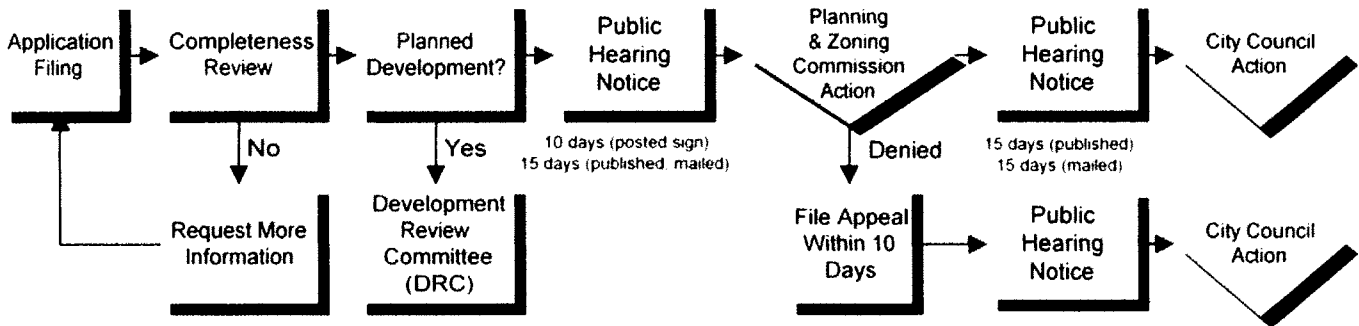 Application
Filing
Completeness
Review
Planned
Development?
Public
Hearing
Notice
Planning
& Zoning
Commission
Action
Public
Hearing
Notice
City Council
Action
10 days (posted sign)
15 days (published, mailed)
No
Yes
Denied
15 days (published)
15 days (mailed)
Request More
Information
Development
Review
Committee
(DRC)
File Appeal
Within 10
Days
Public
Hearing
Notice
City Council
Action